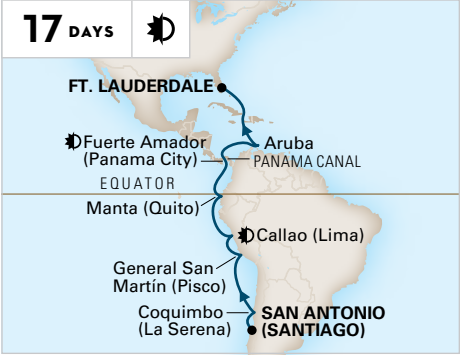 17 DAYS
FT. LAUDERDALE
Fuerte Amador
(Panama City)
Aruba
PANAMA CANAL
EQUATOR
Manta (Quito)
Callao (Lima)
General San
Martín (Pisco)
Coquimbo
(La Serena)
SAN ANTONIO
(SANTIAGO)